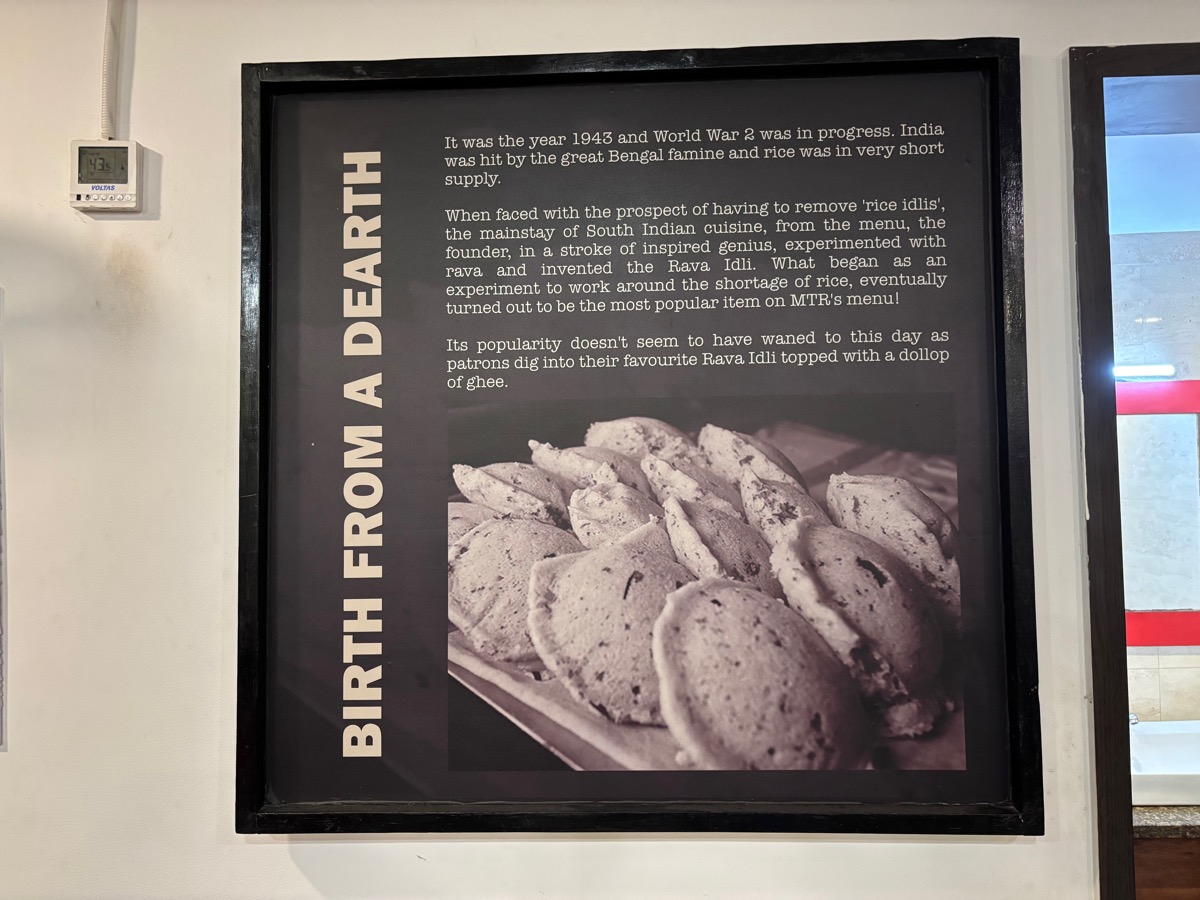 43.5
VOLTAS
BIRTH FROM A DEARTH
It was the year 1943 and World War 2 was in progress. India
was hit by the great Bengal famine and rice was in very short
supply.
When faced with the prospect of having to remove 'rice idlis',
the mainstay of South Indian cuisine, from the menu, the
founder, in a stroke of inspired genius, experimented with
rava and invented the Rava Idli. What began as an
experiment to work around the shortage of rice, eventually
turned out to be the most popular item on MTR's menu!
Its popularity doesn't seem to have waned to this day as
patrons dig into their favourite Rava Idli topped with a dollop
of ghee.